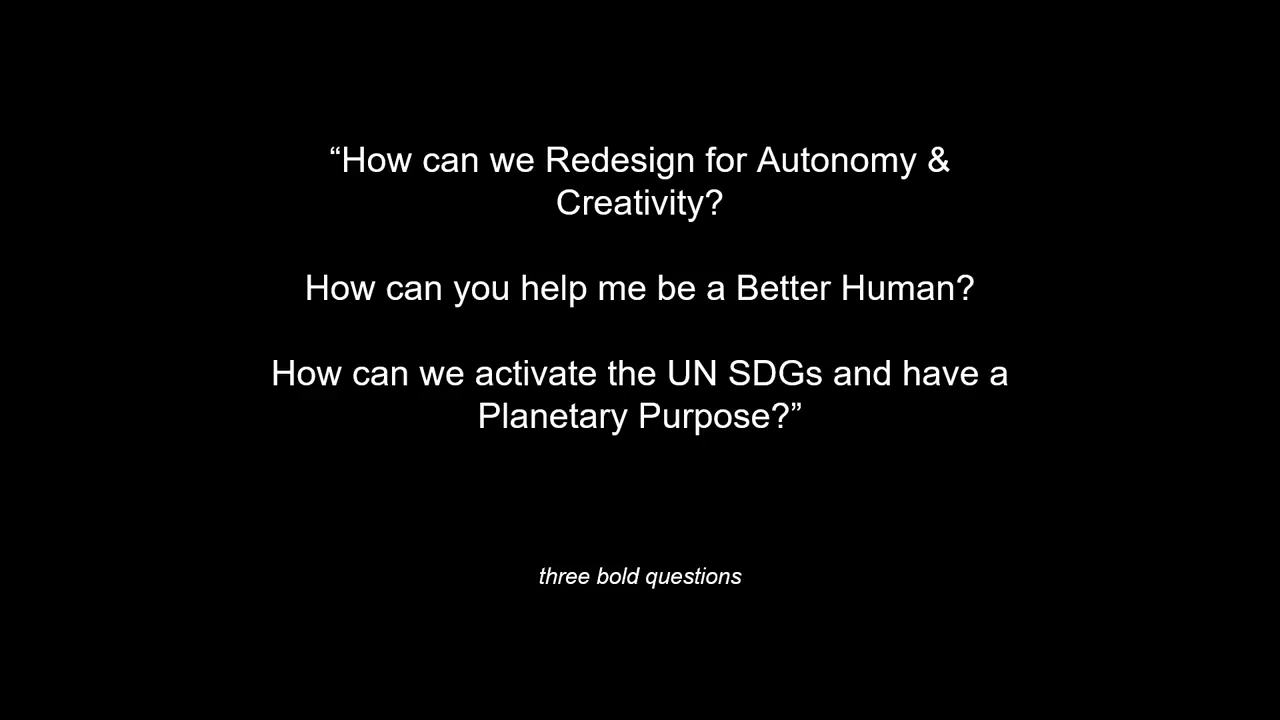 “How can we Redesign for Autonomy &
Creativity?
How can you help me be a Better Human?
How can we activate the UN SDGs and have a
Planetary Purpose?”
three bold questions